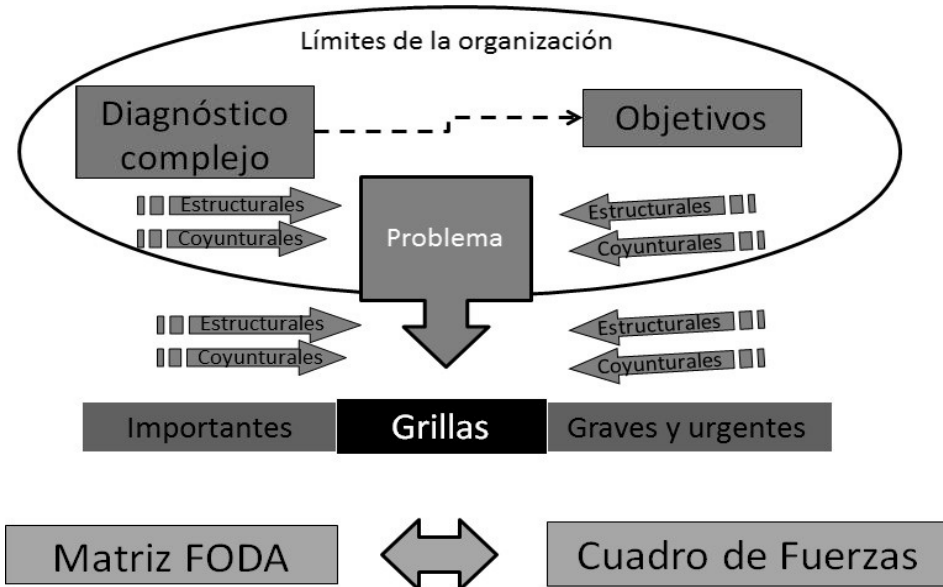 Límites de la organización
Diagnóstico
complejo
Objetivos
Estructurales
Estructurales
Problema
Coyunturales
Coyunturales
Estructurales
Estructurales
Coyunturales
Coyunturales
Importantes
Grillas
Graves y urgentes
Matriz FODA
Cuadro de Fuerzas